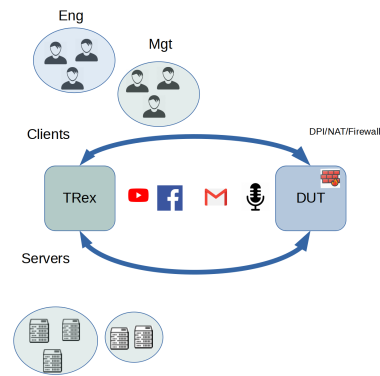 Eng
Mgt
Clients
DPI/NAT/Firewall
TRex
DUT
Servers